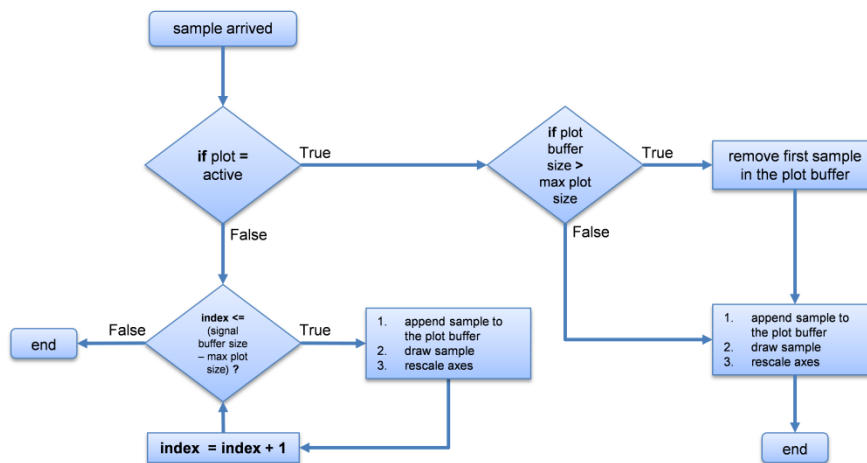 sample arrived
if plot =
active
True
if plot
buffer
size >
max plot
size
True
remove first sample
in the plot buffer
False
False
index <=
(signal
buffer size
– max plot
size) ?
False
end
True
1. append sample to
the plot buffer
2. draw sample
3. rescale axes
1. append sample to
the plot buffer
2. draw sample
3. rescale axes
index = index + 1
end